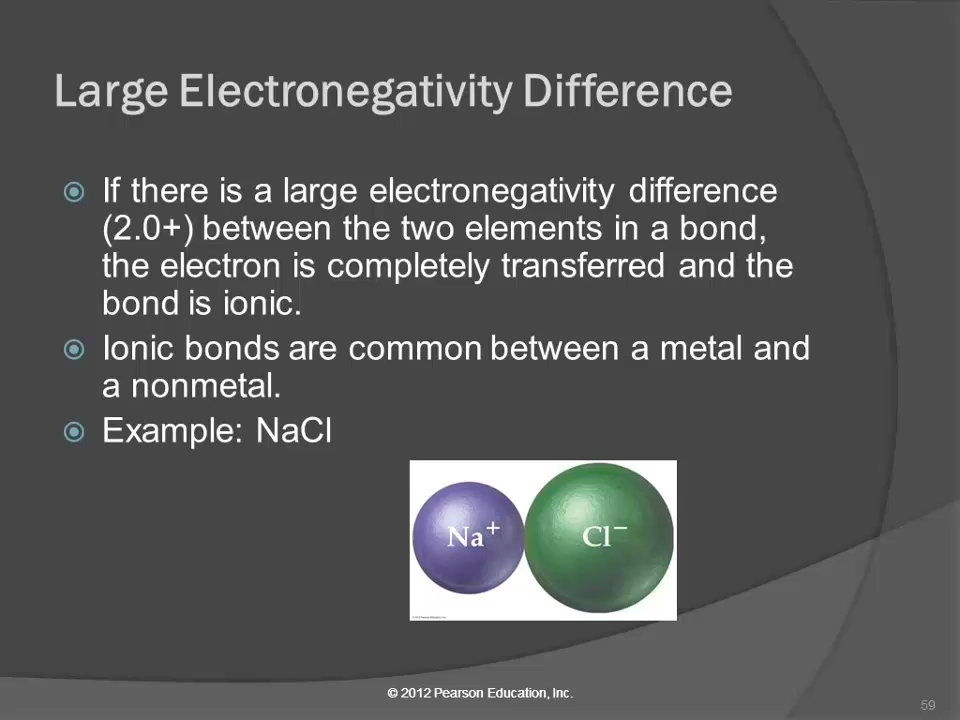 Large Electronegativity Difference
If there is a large electronegativity difference
(2.0+) between the two elements in a bond,
the electron is completely transferred and the
bond is ionic.
Ionic bonds are common between a metal and
a nonmetal.
Example: NaCl
Na⁺ Cl⁻
© 2012 Pearson Education, Inc.
59